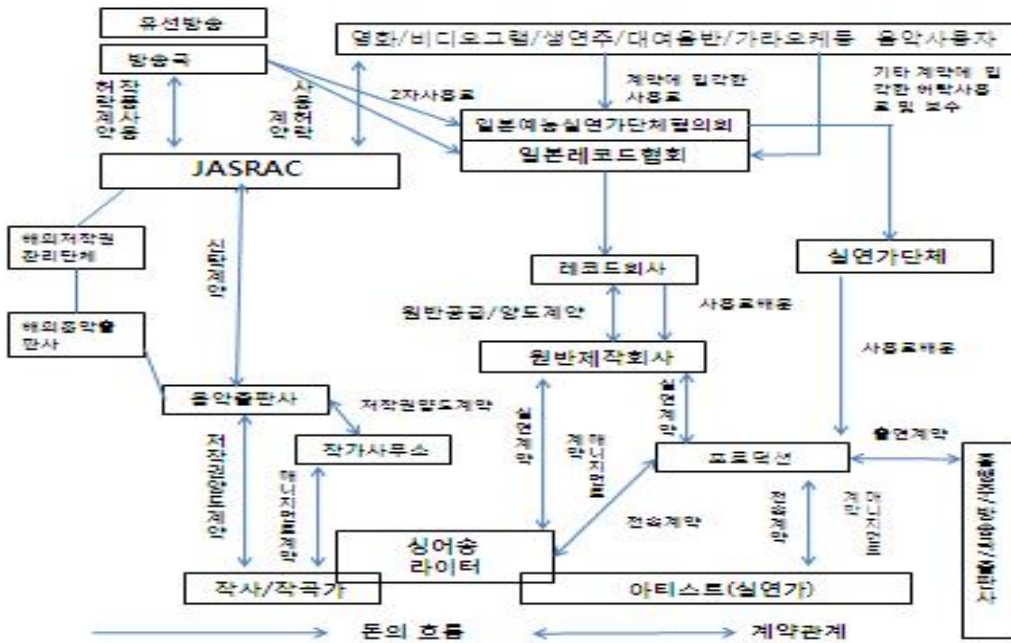 유선방송
방송국
영화/비디오그램/생연주/대여음반/가라오케등 음악사용자
허락계약
저작물사용
사용허락
계약
2차사용료
계약에 입각한
사용료
기타 계약에 입
각한 허락사용
료 및 보수
일본예능실연가단체협의회
일본레코드협회
JASRAC
해외저작권
관리단체
신탁계약
레코드회사
실연가단체
원반공급/양도계약
사용료배분
해외음악출
판사
원반제작회사
사용료배분
음악출판사
저작권양도계약
실연계약
매니지먼트
계약
실연계약
출연계약
작가사무소
프로덕션
저작권양도계약
매니지먼트계약
전속계약
전속계약
매니지먼트
계약
싱어송
라이터
작사/작곡가
아티스트(실연가)
돈의 흐름
계약관계